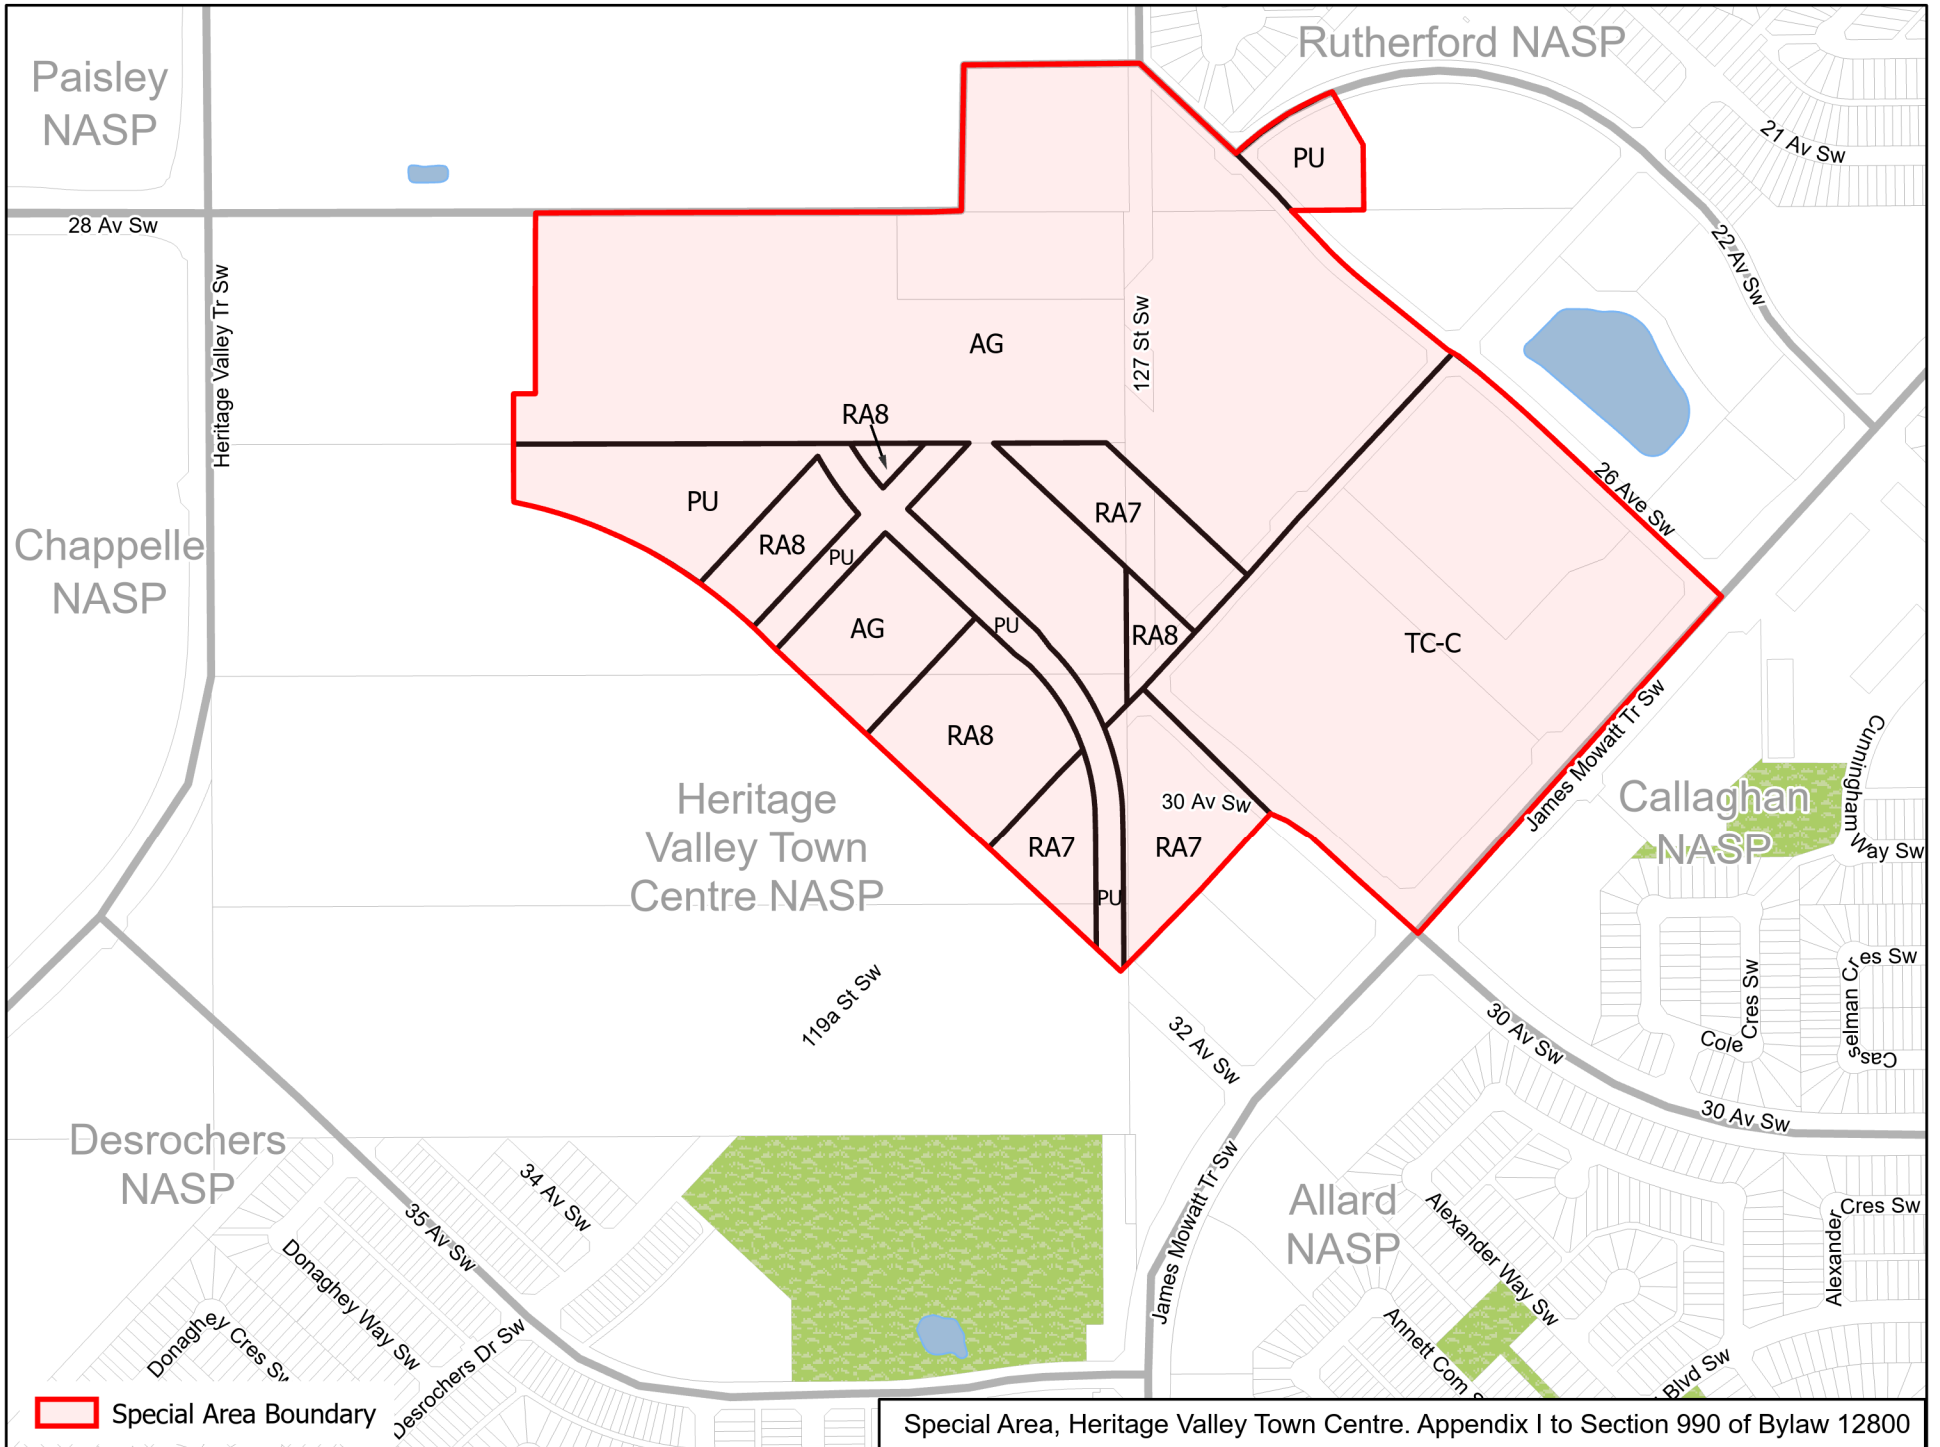 Rutherford NASP
Paisley
NASP
21 Av Sw
PU
28 Av Sw
22 Av Sw
Heritage Valley Tr Sw
127 St Sw
AG
RA8
PU
RA7
26 Ave Sw
Chappelle
NASP
RA8
PU
AG
PU
RA8
TC-C
RA8
James Mowatt Tr Sw
Cunningham Way Sw
Heritage
Valley Town
Centre NASP
30 Av Sw
Callaghan
NASP
RA7
RA7
PU
119a St Sw
32 Av Sw
30 Av Sw
Cole Cres Sw
Casselman Cres Sw
30 Av Sw
Desrochers
NASP
34 Av Sw
35 Av Sw
James Mowatt Tr Sw
Allard
NASP
Alexander Way Sw
Alexander Cres Sw
Donaghey Way Sw
Donaghey Cres Sw
Desrochers Dr Sw
Annett Com S
Blvd Sw
Special Area Boundary
Special Area, Heritage Valley Town Centre. Appendix I to Section 990 of Bylaw 12800